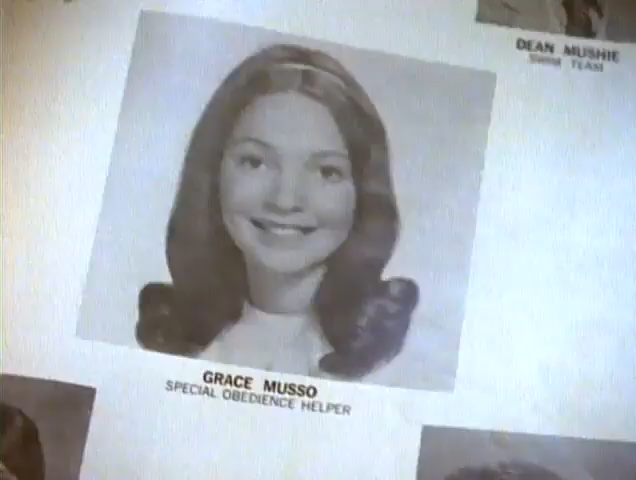 DEAN MUSHIE
SWIM TEAM
GRACE MUSSO
SPECIAL OBEDIENCE HELPER